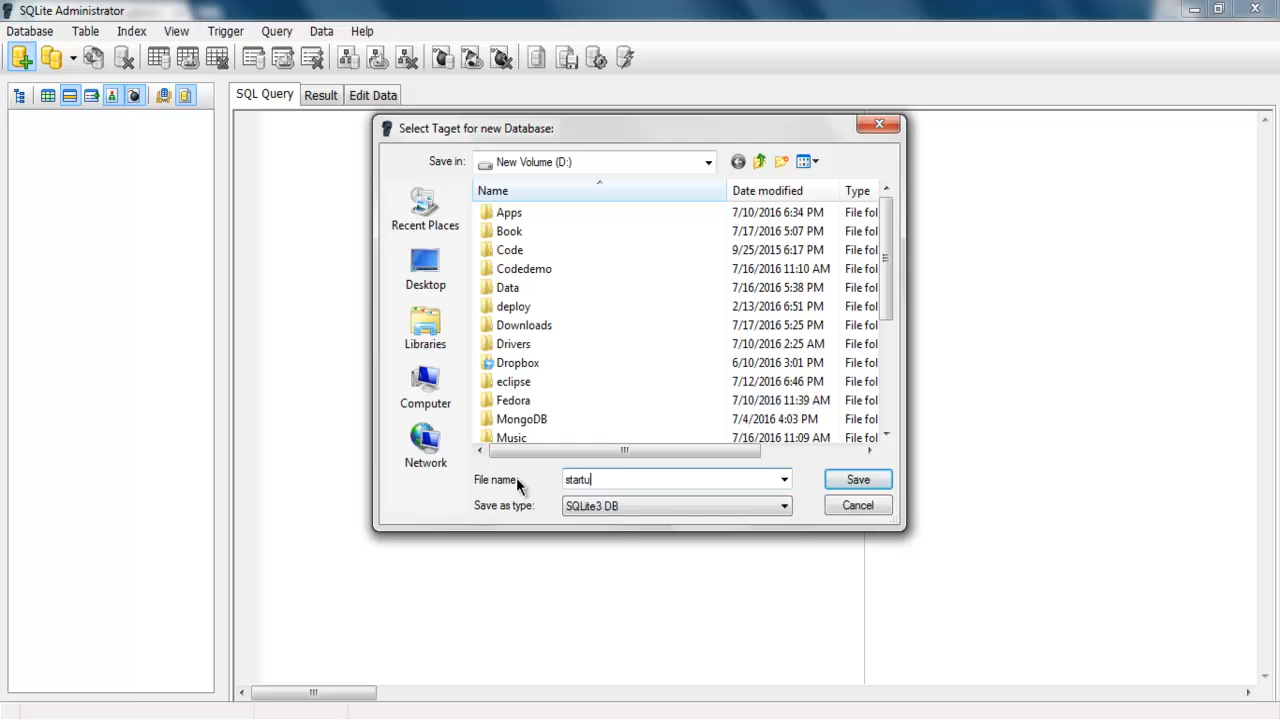 SQLite Administrator
Database Table Index View Trigger Query Data Help
SQL Query Result Edit Data
Select Taget for new Database:
Save in: New Volume (D:)
Name Date modified Type
Recent Places
Desktop
Libraries
Computer
Network
Apps 7/10/2016 6:34 PM File fol
Book 7/17/2016 5:07 PM File fol
Code 9/25/2015 6:17 PM File fol
Codedemo 7/16/2016 11:10 AM File fol
Data 7/16/2016 5:38 PM File fol
deploy 2/13/2016 6:51 PM File fol
Downloads 7/17/2016 5:25 PM File fol
Drivers 7/10/2016 2:25 AM File fol
Dropbox 6/10/2016 3:01 PM File fol
eclipse 7/12/2016 6:46 PM File fol
Fedora 7/10/2016 11:39 AM File fol
MongoDB 7/4/2016 4:03 PM File fol
Music 7/16/2016 11:09 AM File fol
File name: startu Save
Save as type: SQLite3 DB Cancel